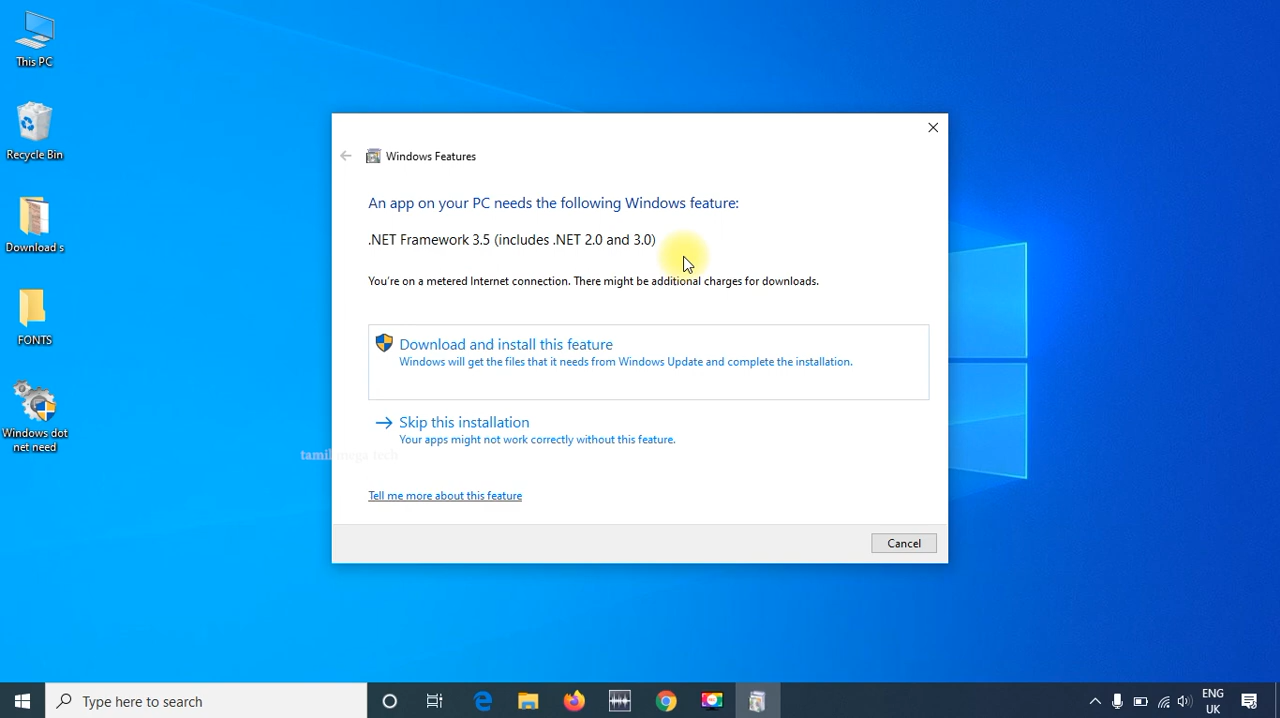 This PC
Recycle Bin
Download s
FONTS
Windows dot
net need
Windows Features
An app on your PC needs the following Windows feature:
.NET Framework 3.5 (includes .NET 2.0 and 3.0)
You're on a metered Internet connection. There might be additional charges for downloads.
Download and install this feature
Windows will get the files that it needs from Windows Update and complete the installation.
Skip this installation
Your apps might not work correctly without this feature.
tamil mega tech
Tell me more about this feature
Cancel
Type here to search
ENG
UK